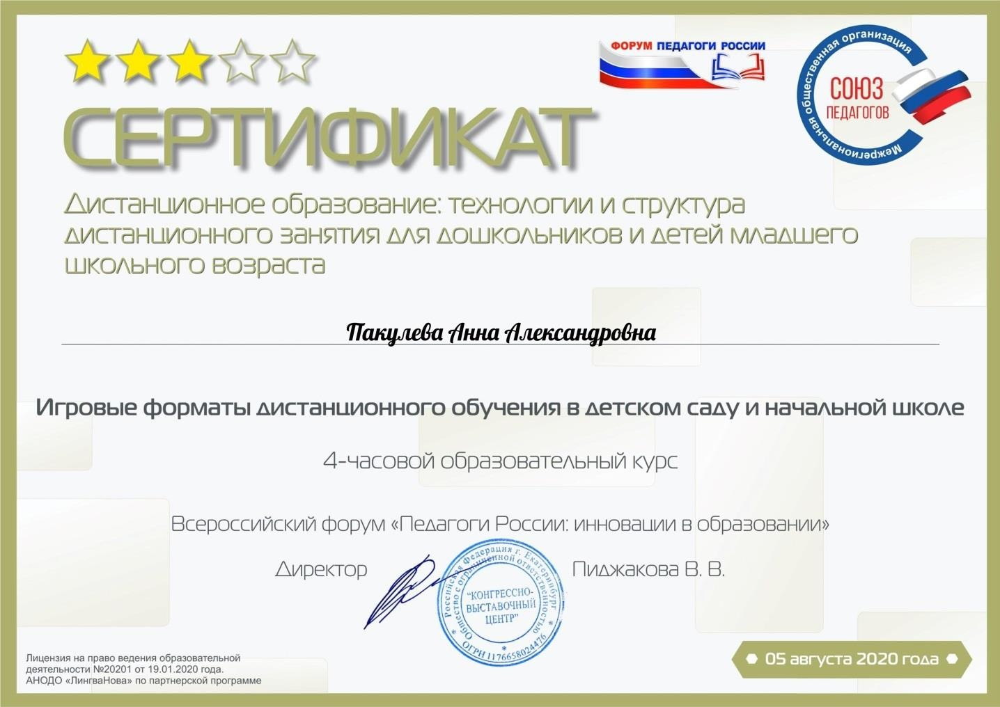 ФОРУМ ПЕДАГОГИ РОССИИ
Межрегиональная общественная организация
СОЮЗ
ПЕДАГОГОВ
СЕРТИФИКАТ
Дистанционное образование: технологии и структура
дистанционного занятия для дошкольников и детей младшего
школьного возраста
Пакулева Анна Александровна
Игровые форматы дистанционного обучения в детском саду и начальной школе
4-часовой образовательный курс
Всероссийский форум «Педагоги России: инновации в образовании»
Директор
Пиджакова В. В.
Российская Федерация г. Екатеринбург
Общество с ограниченной ответственностью
"КОНГРЕССНО-
ВЫСТАВОЧНЫЙ
ЦЕНТР"
* ОГРН 1176658024476 *
Лицензия на право ведения образовательной
деятельности №20201 от 19.01.2020 года.
АНОДО «ЛингваНова» по партнерской программе
05 августа 2020 года